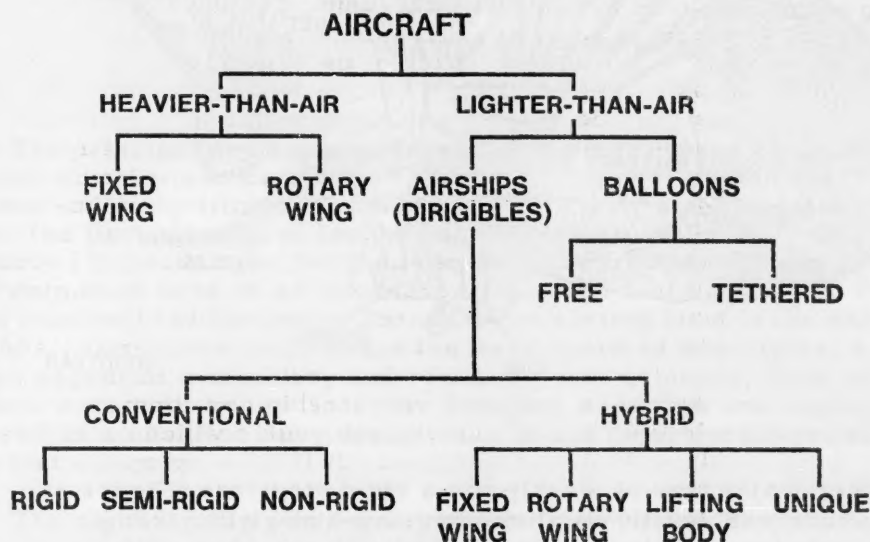 AIRCRAFT
HEAVIER-THAN-AIR LIGHTER-THAN-AIR
FIXED WING
ROTARY WING
AIRSHIPS (DIRIGIBLES)
BALLOONS
FREE TETHERED
CONVENTIONAL HYBRID
RIGID SEMI-RIGID NON-RIGID
FIXED WING
ROTARY WING
LIFTING BODY
UNIQUE